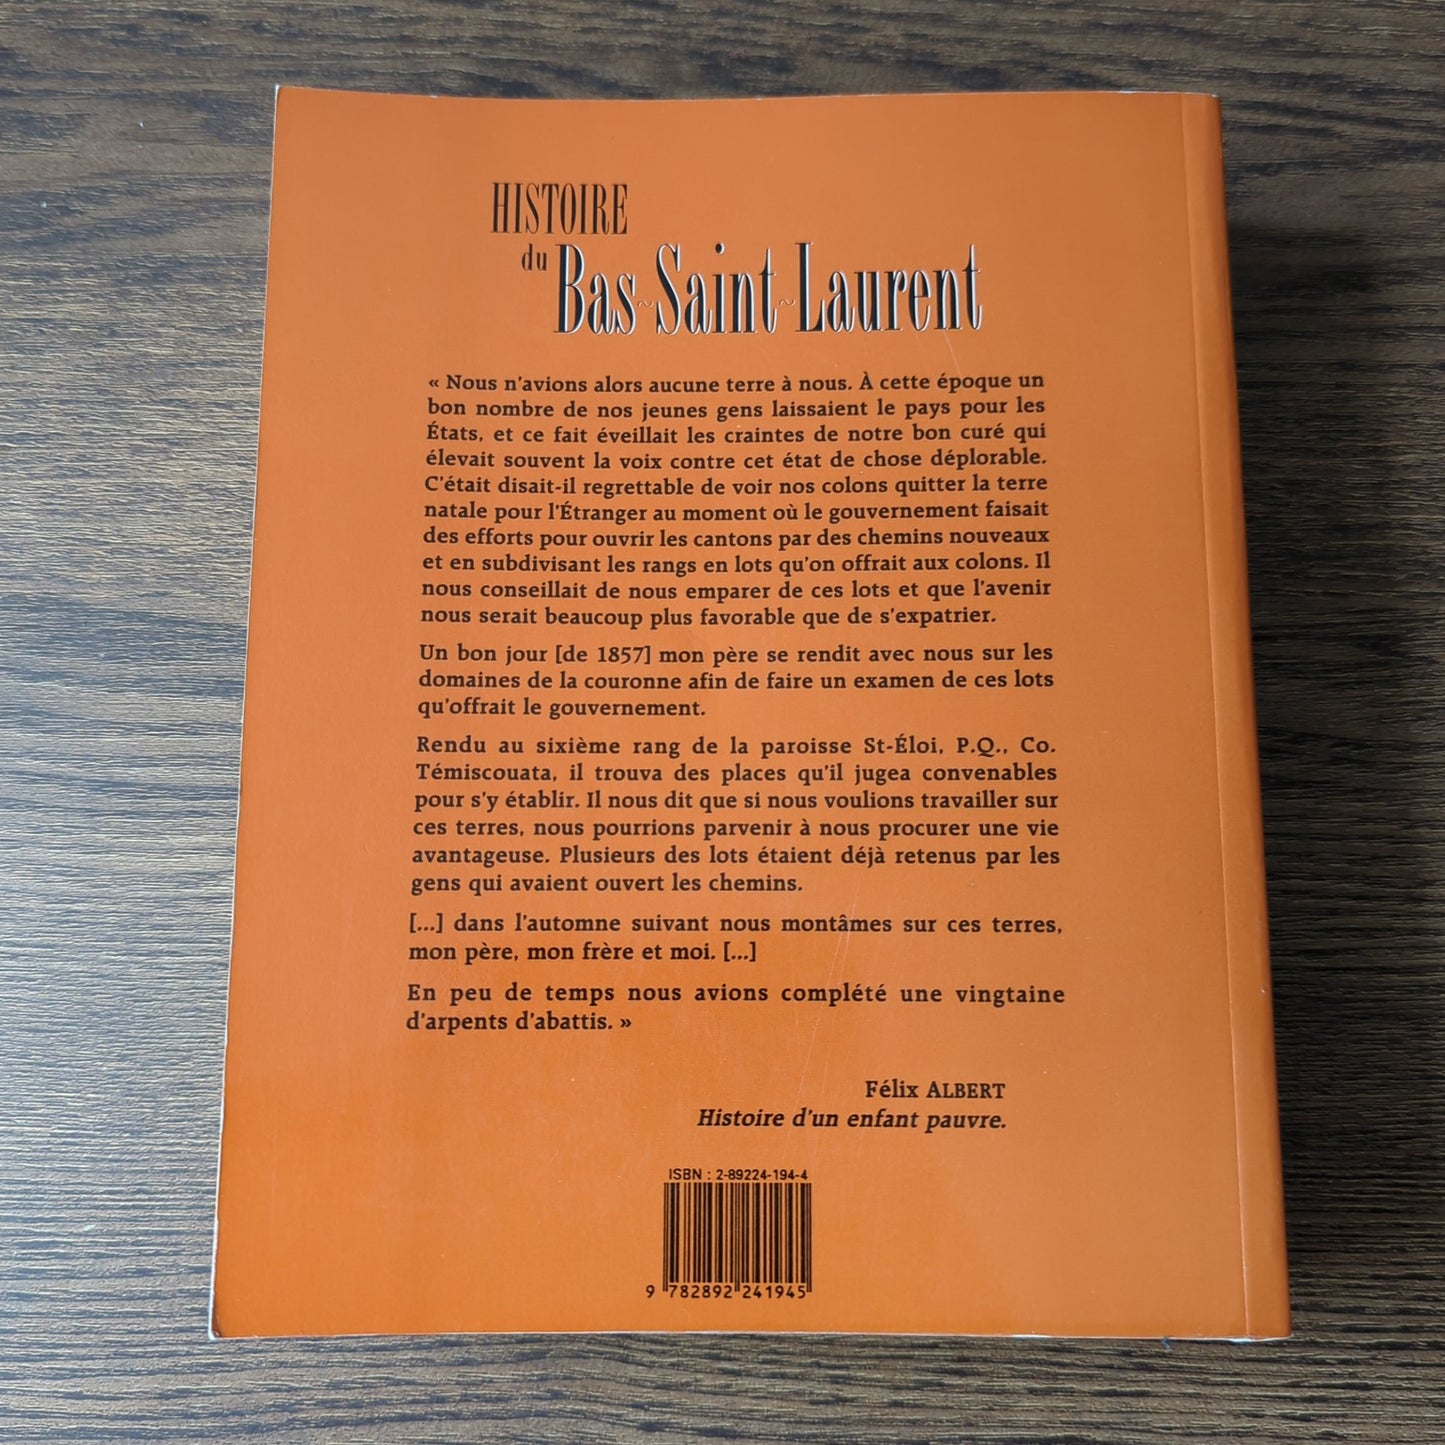 HISTOIRE
du Bas~Saint~Laurent
« Nous n'avions alors aucune terre à nous. À cette époque un
bon nombre de nos jeunes gens laissaient le pays pour les
États, et ce fait éveillait les craintes de notre bon curé qui
élevait souvent la voix contre cet état de chose déplorable.
C'était disait-il regrettable de voir nos colons quitter la terre
natale pour l'Étranger au moment où le gouvernement faisait
des efforts pour ouvrir les cantons par des chemins nouveaux
et en subdivisant les rangs en lots qu'on offrait aux colons. Il
nous conseillait de nous emparer de ces lots et que l'avenir
nous serait beaucoup plus favorable que de s'expatrier.
Un bon jour [de 1857] mon père se rendit avec nous sur les
domaines de la couronne afin de faire un examen de ces lots
qu'offrait le gouvernement.
Rendu au sixième rang de la paroisse St-Éloi, P.Q., Co.
Témiscouata, il trouva des places qu'il jugea convenables
pour s'y établir. Il nous dit que si nous voulions travailler sur
ces terres, nous pourrions parvenir à nous procurer une vie
avantageuse. Plusieurs des lots étaient déjà retenus par les
gens qui avaient ouvert les chemins.
[...] dans l'automne suivant nous montâmes sur ces terres,
mon père, mon frère et moi. [...]
En peu de temps nous avions complété une vingtaine
d'arpents d'abattis. »
Félix ALBERT
Histoire d'un enfant pauvre.
ISBN : 2-89224-194-4
9 782892 241945